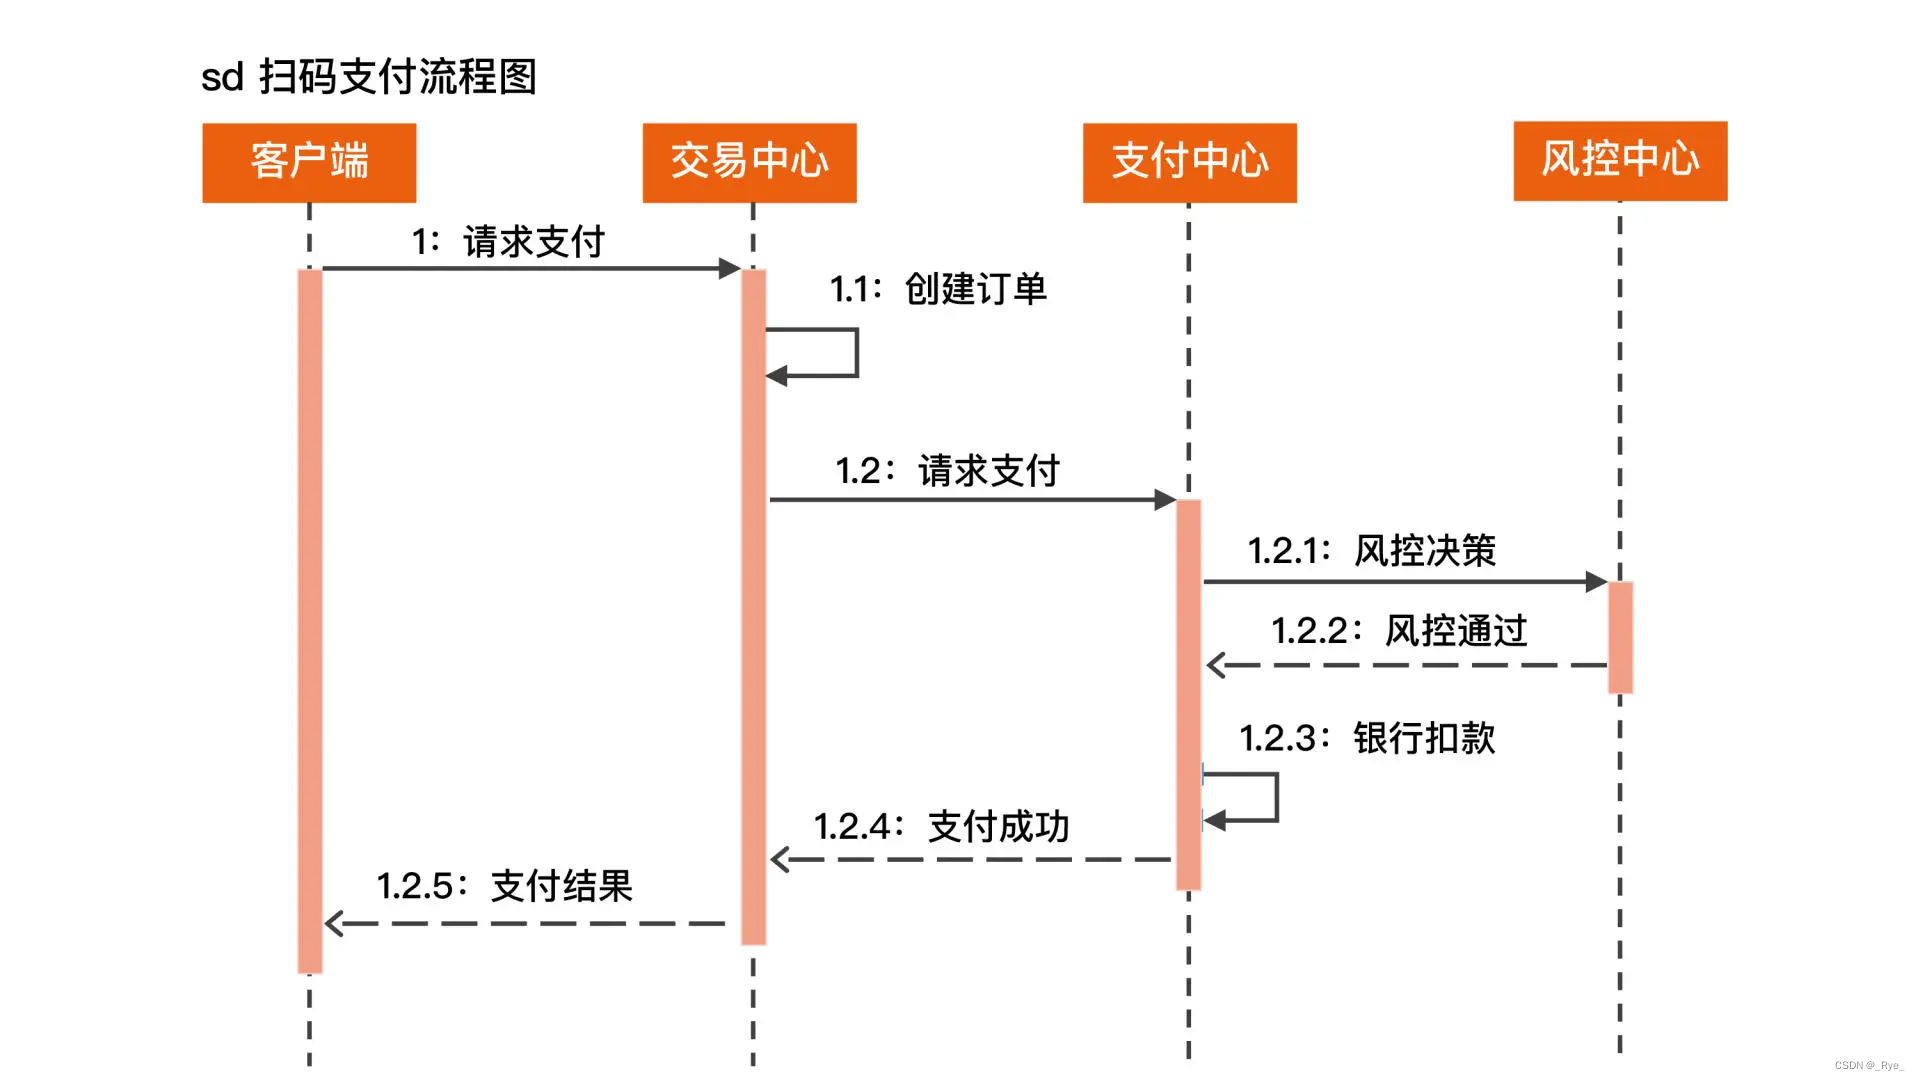 sd 扫码支付流程图
客户端
交易中心
支付中心
风控中心
1：请求支付
1.1：创建订单
1.2：请求支付
1.2.1：风控决策
1.2.2：风控通过
1.2.3：银行扣款
1.2.4：支付成功
1.2.5：支付结果
CSDN @_Rye_